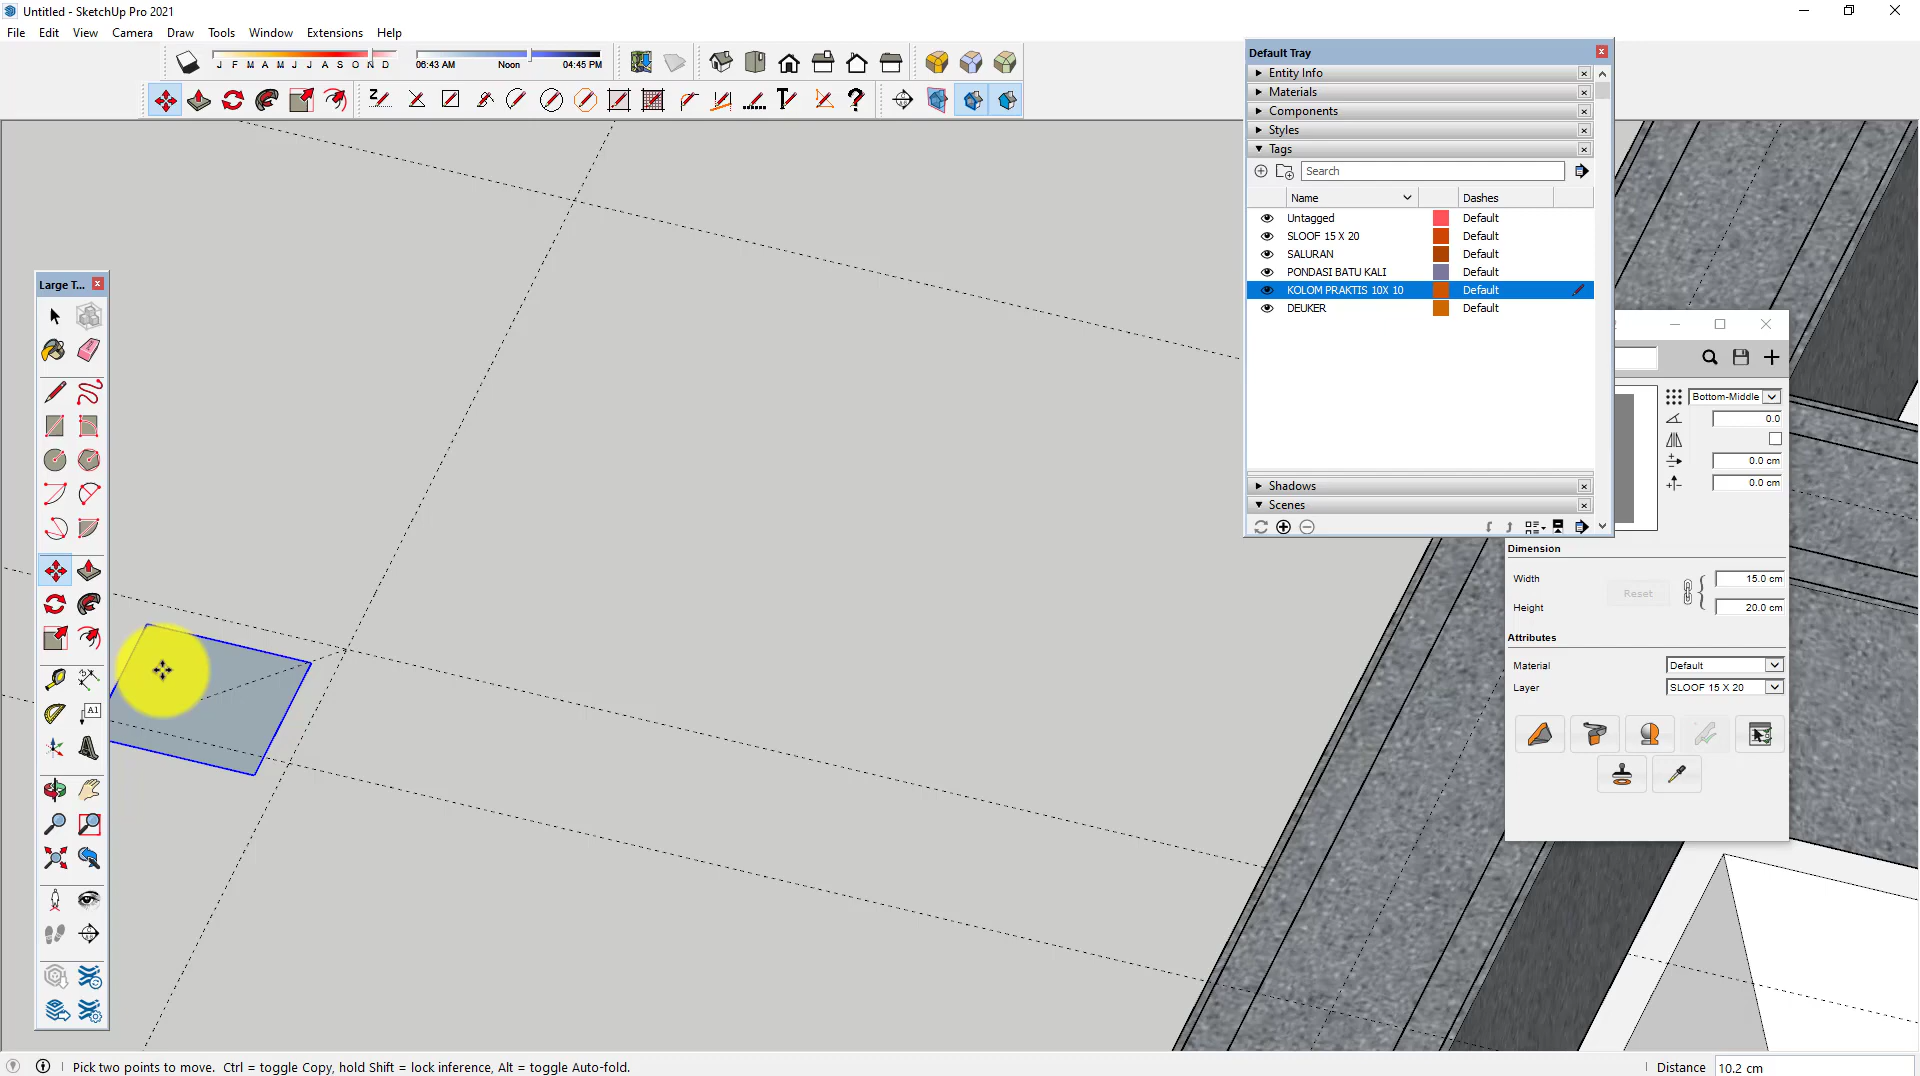 Untitled - SketchUp Pro 2021
File Edit View Camera Draw Tools Window Extensions Help
J F M A M J J A S O N D
06:43 AM Noon 04:45 PM
Default Tray
Entity Info
Materials
Components
Styles
Tags
Search
Name Dashes
Untagged Default
SLOOF 15 X 20 Default
SALURAN Default
PONDASI BATU KALI Default
KOLOM PRAKTIS 10X 10 Default
DEUKER Default
Shadows
Scenes
Large T...
A1
Bottom-Middle
0.0
0.0 cm
0.0 cm
Dimension
Width 15.0 cm
Reset
Height 20.0 cm
Attributes
Material Default
Layer SLOOF 15 X 20
Pick two points to move. Ctrl = toggle Copy, hold Shift = lock inference, Alt = toggle Auto-fold.
Distance 10.2 cm